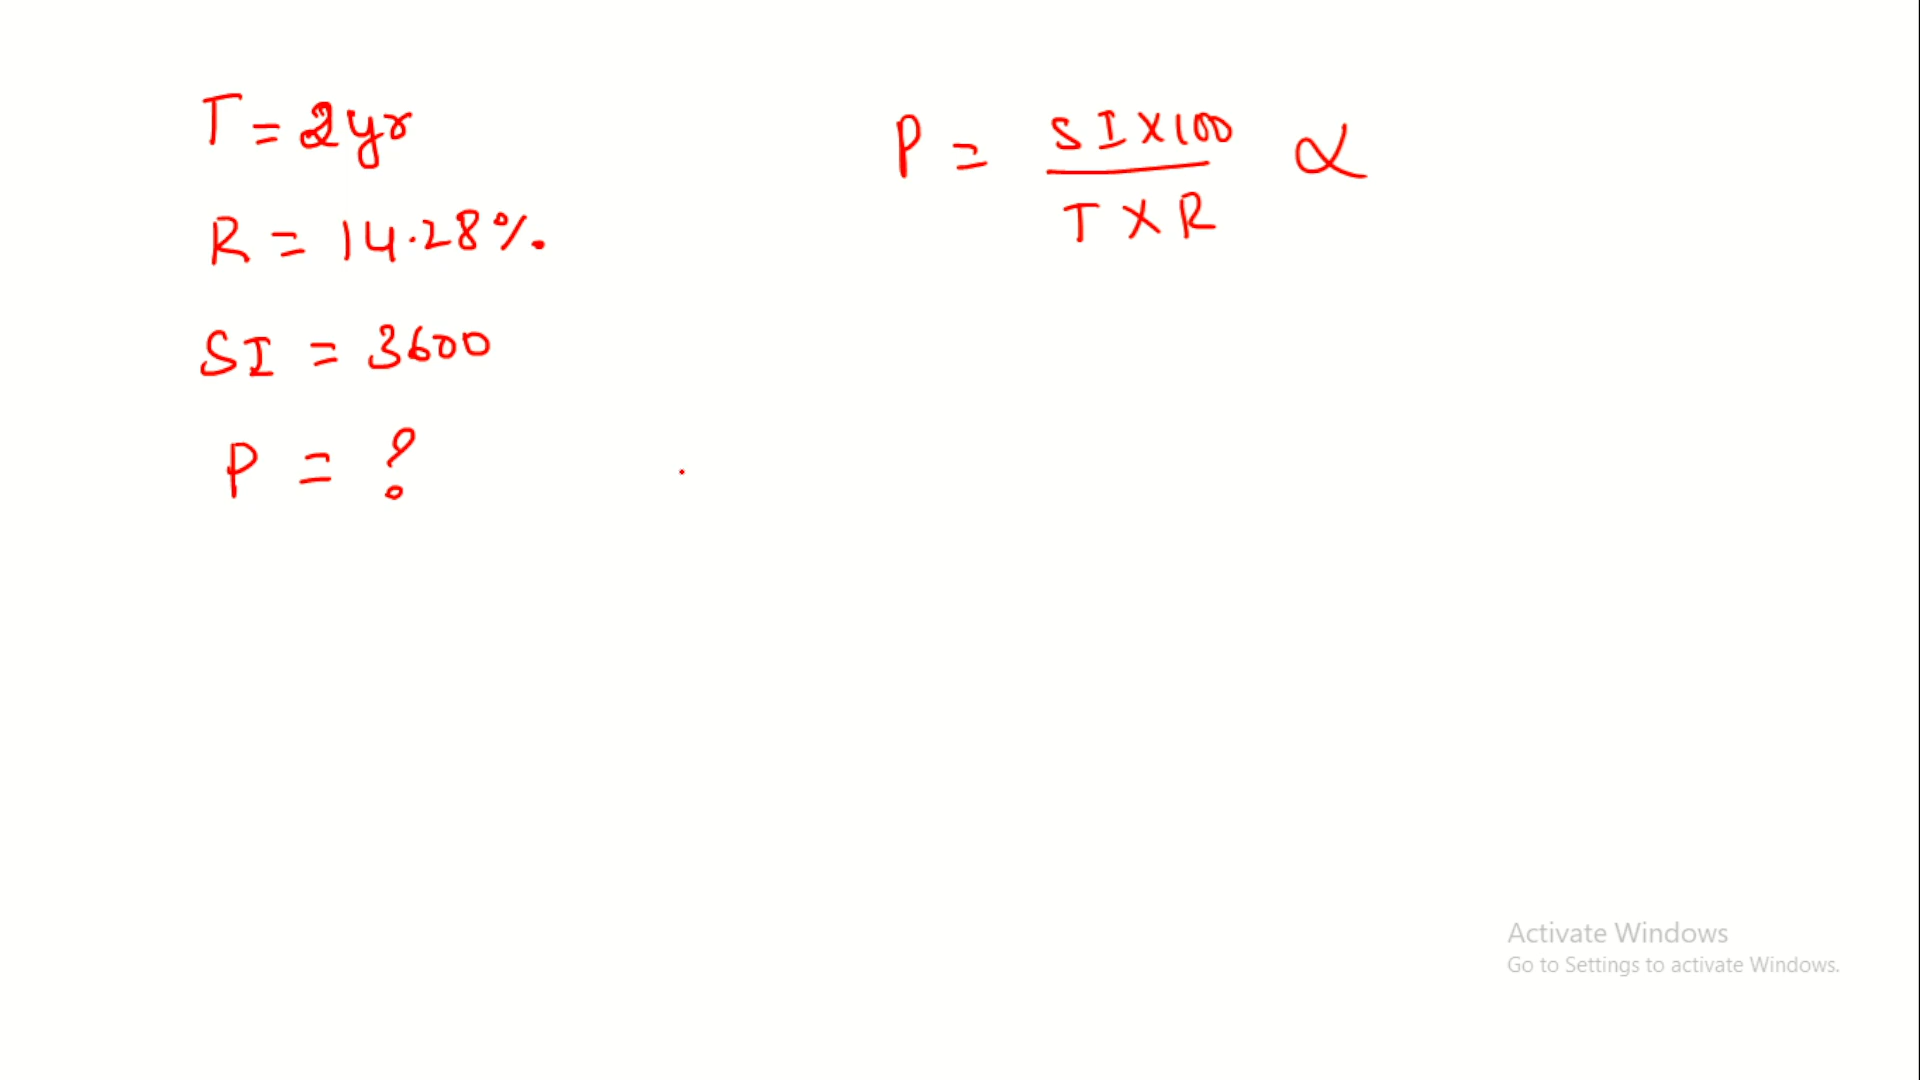 T = 2yr
R = 14.28%.
SI = 3600
P = ?
P = SI X 100 α
T X R
Activate Windows
Go to Settings to activate Windows.